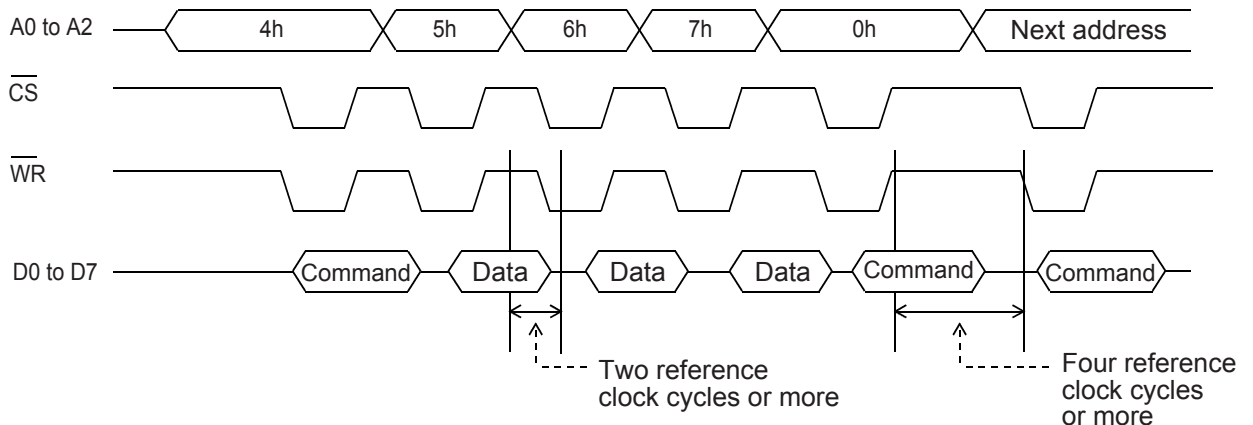 A0 to A2 4h 5h 6h 7h 0h Next address
CS
WR
D0 to D7 Command Data Data Data Command Command
Two reference
clock cycles or more
Four reference
clock cycles
or more